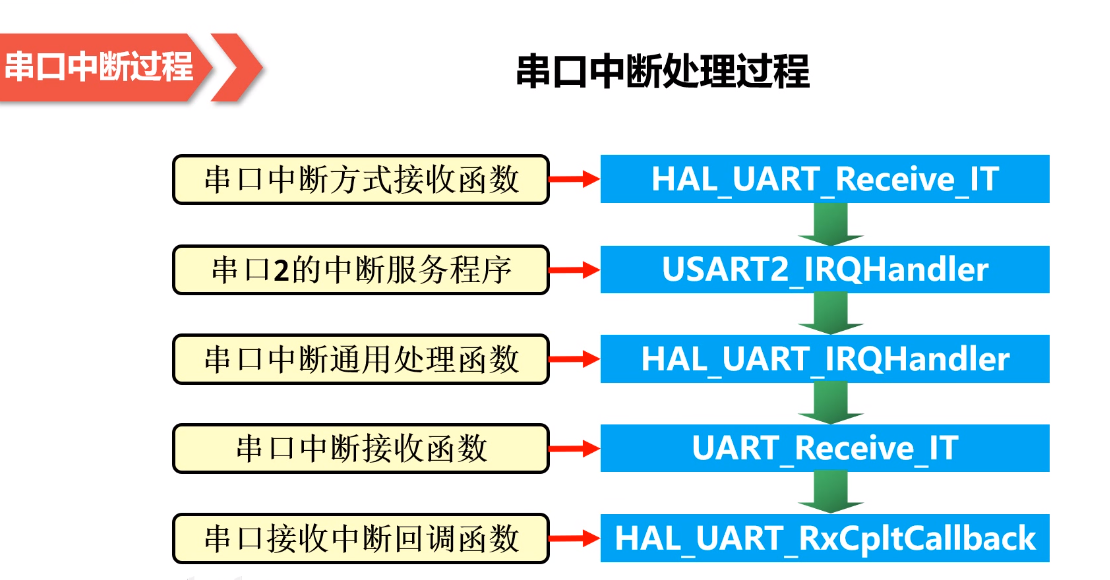 串口中断过程
串口中断处理过程
串口中断方式接收函数
HAL_UART_Receive_IT
串口2的中断服务程序
USART2_IRQHandler
串口中断通用处理函数
HAL_UART_IRQHandler
串口中断接收函数
UART_Receive_IT
串口接收中断回调函数
HAL_UART_RxCpltCallback